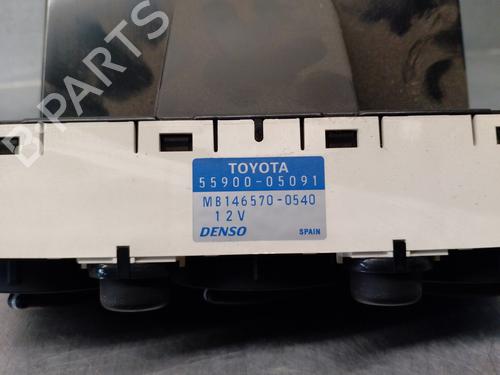 B-PARTS
TOYOTA
55900-05091
MB146570-0540
12V
DENSO SPAIN